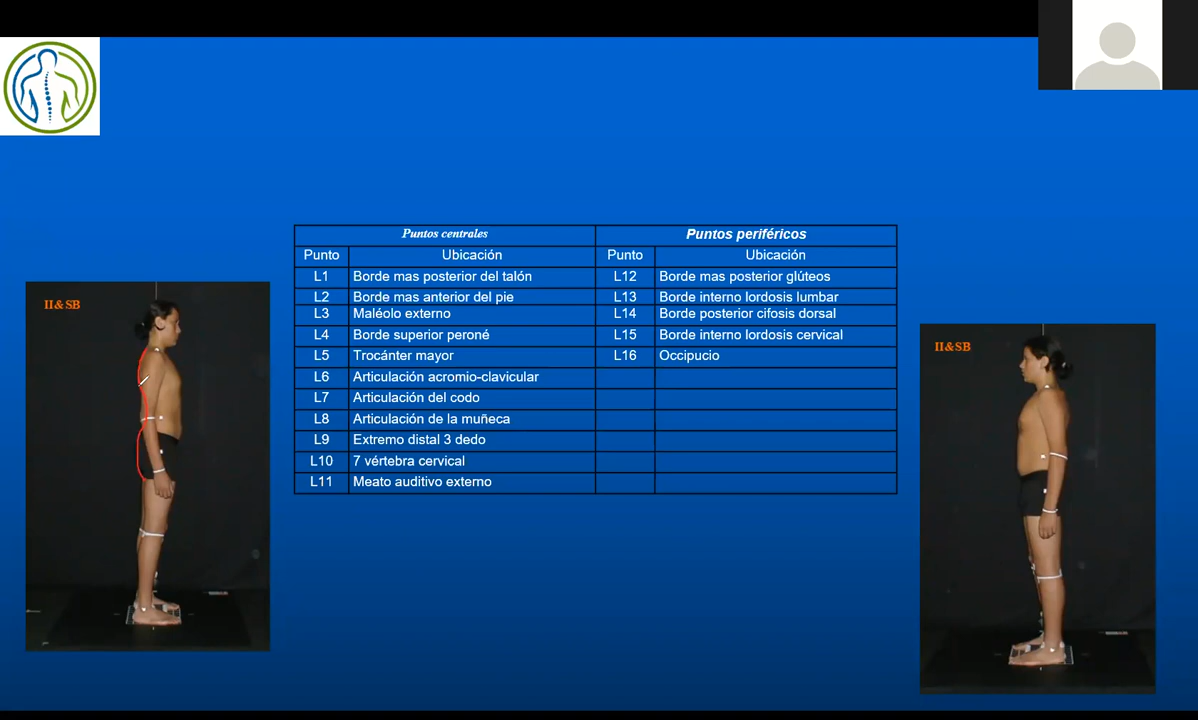 Puntos centrales Puntos periféricos
Punto Ubicación Punto Ubicación
L1 Borde mas posterior del talón L12 Borde mas posterior glúteos
L2 Borde mas anterior del pie L13 Borde interno lordosis lumbar
L3 Maléolo externo L14 Borde posterior cifosis dorsal
L4 Borde superior peroné L15 Borde interno lordosis cervical
L5 Trocánter mayor L16 Occipucio
L6 Articulación acromio-clavicular
L7 Articulación del codo
L8 Articulación de la muñeca
L9 Extremo distal 3 dedo
L10 7 vértebra cervical
L11 Meato auditivo externo
II&SB
II&SB